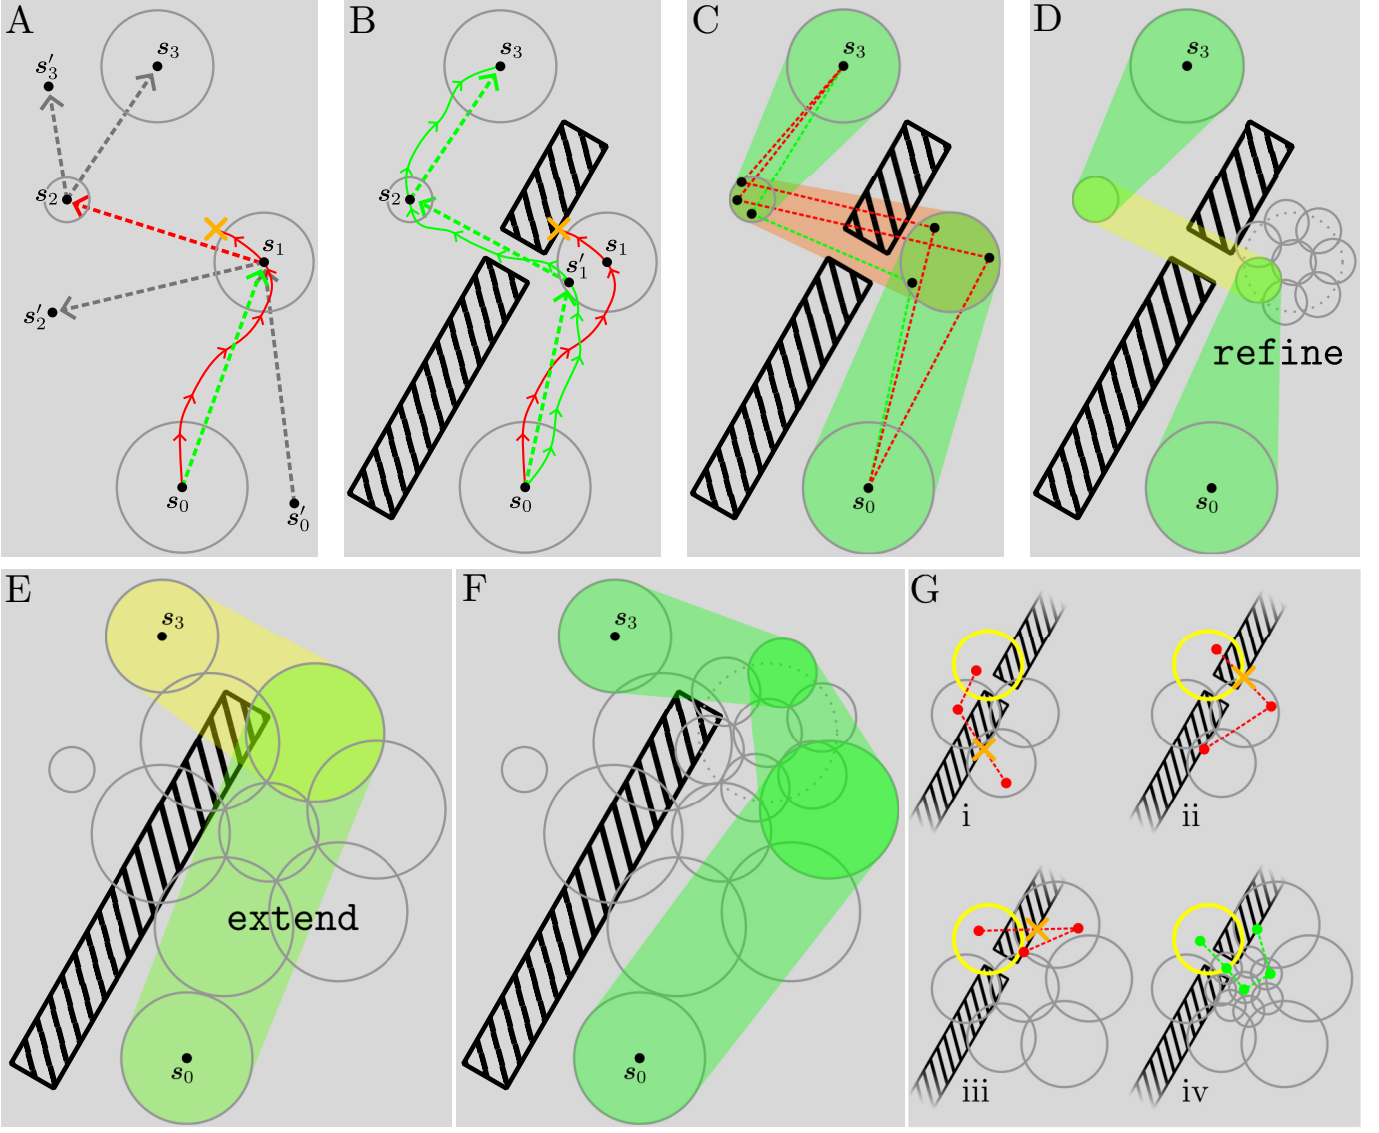 A
s₃
s′₃
s₂
s₁
s′₂
s₀
s′₀
B
s₃
s₂
s₁
s′₁
s₀
C
s₃
s₀
D
s₃
refine
s₀
E
s₃
extend
s₀
F
s₃
s₀
G
i
ii
iii
iv